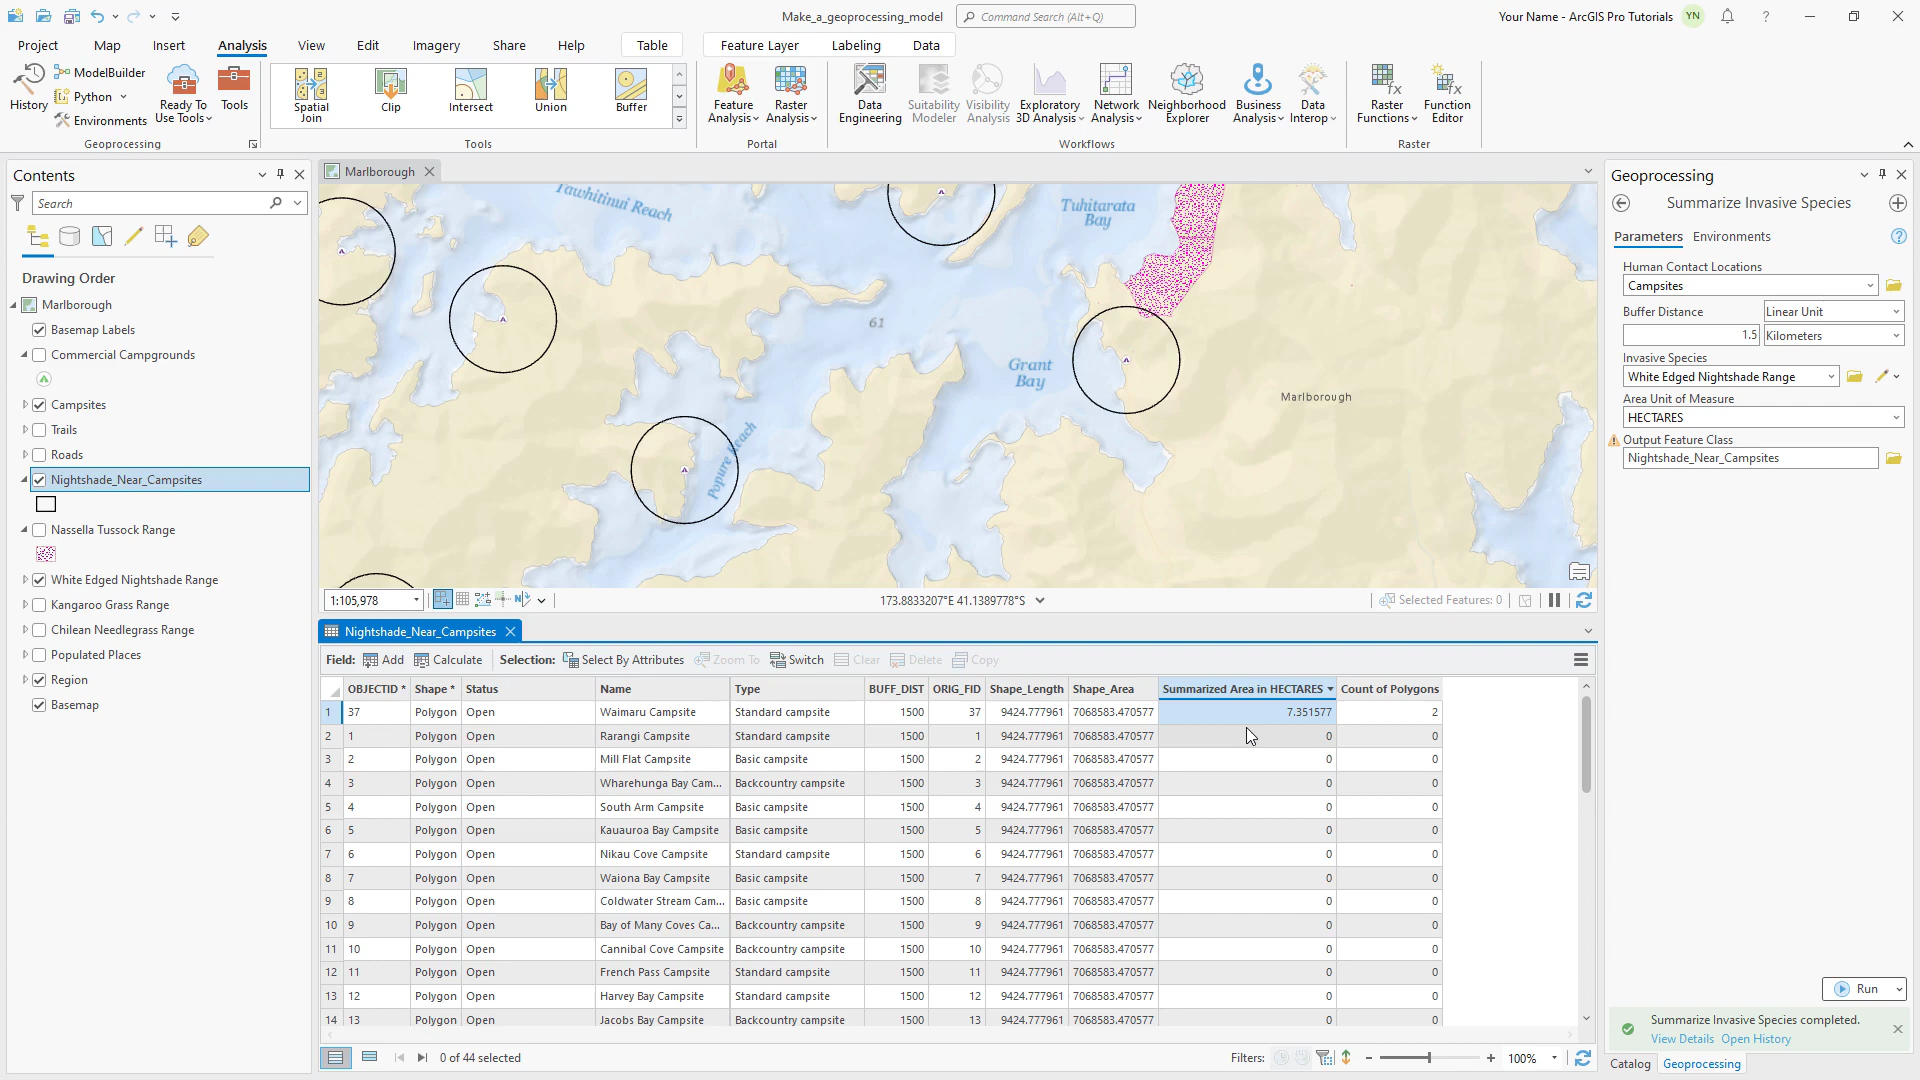 Make_a_geoprocessing_model
Command Search (Alt+Q)
Your Name - ArcGIS Pro Tutorials
YN
?
Project
Map
Insert
Analysis
View
Edit
Imagery
Share
Help
Table
Feature Layer
Labeling
Data
History
ModelBuilder
Python
Environments
Ready To Use Tools
Tools
Geoprocessing
Spatial Join
Clip
Intersect
Union
Buffer
Tools
Feature Analysis
Raster Analysis
Portal
Data Engineering
Suitability Modeler
Visibility Analysis
Exploratory 3D Analysis
Network Analysis
Neighborhood Explorer
Business Analysis
Data Interop
Workflows
Raster Functions
Function Editor
Raster
Contents
Search
Drawing Order
Marlborough
Basemap Labels
Commercial Campgrounds
Campsites
Trails
Roads
Nightshade_Near_Campsites
Nassella Tussock Range
White Edged Nightshade Range
Kangaroo Grass Range
Chilean Needlegrass Range
Populated Places
Region
Basemap
Marlborough
Tawhitinui Reach
Tuhitarata Bay
61
Grant Bay
Marlborough
Popure Reach
1:105,978
173.8833207°E 41.1389778°S
Selected Features: 0
Nightshade_Near_Campsites
Field: Add Calculate Selection: Select By Attributes Zoom To Switch Clear Delete Copy
OBJECTID * Shape * Status Name Type BUFF_DIST ORIG_FID Shape_Length Shape_Area Summarized Area in HECTARES Count of Polygons
1 37 Polygon Open Waimaru Campsite Standard campsite 1500 37 9424.777961 7068583.470577 7.351577 2
2 1 Polygon Open Rarangi Campsite Standard campsite 1500 1 9424.777961 7068583.470577 0 0
3 2 Polygon Open Mill Flat Campsite Basic campsite 1500 2 9424.777961 7068583.470577 0 0
4 3 Polygon Open Wharehunga Bay Cam... Backcountry campsite 1500 3 9424.777961 7068583.470577 0 0
5 4 Polygon Open South Arm Campsite Basic campsite 1500 4 9424.777961 7068583.470577 0 0
6 5 Polygon Open Kauauroa Bay Campsite Basic campsite 1500 5 9424.777961 7068583.470577 0 0
7 6 Polygon Open Nikau Cove Campsite Standard campsite 1500 6 9424.777961 7068583.470577 0 0
8 7 Polygon Open Waiona Bay Campsite Basic campsite 1500 7 9424.777961 7068583.470577 0 0
9 8 Polygon Open Coldwater Stream Cam... Basic campsite 1500 8 9424.777961 7068583.470577 0 0
10 9 Polygon Open Bay of Many Coves Ca... Backcountry campsite 1500 9 9424.777961 7068583.470577 0 0
11 10 Polygon Open Cannibal Cove Campsite Backcountry campsite 1500 10 9424.777961 7068583.470577 0 0
12 11 Polygon Open French Pass Campsite Standard campsite 1500 11 9424.777961 7068583.470577 0 0
13 12 Polygon Open Harvey Bay Campsite Standard campsite 1500 12 9424.777961 7068583.470577 0 0
14 13 Polygon Open Jacobs Bay Campsite Backcountry campsite 1500 13 9424.777961 7068583.470577 0 0
0 of 44 selected
Filters:
100%
Geoprocessing
Summarize Invasive Species
Parameters Environments
?
Human Contact Locations
Campsites
Buffer Distance
Linear Unit
1.5
Kilometers
Invasive Species
White Edged Nightshade Range
Area Unit of Measure
HECTARES
Output Feature Class
Nightshade_Near_Campsites
Run
Summarize Invasive Species completed.
View Details Open History
Catalog Geoprocessing